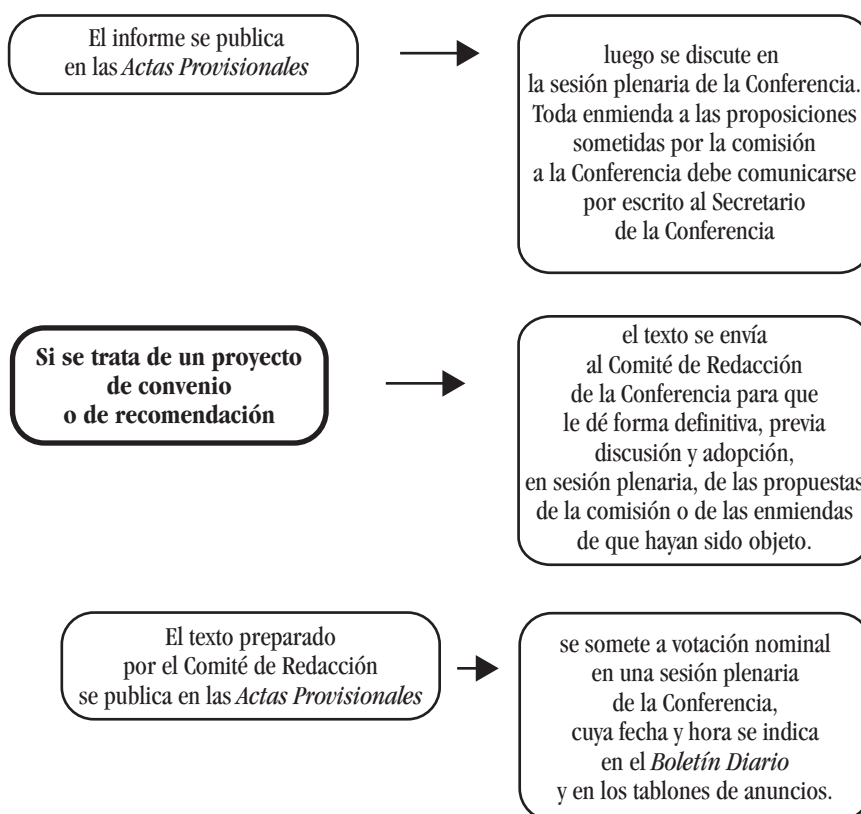 El informe se publica
en las Actas Provisionales
luego se discute en
la sesión plenaria de la Conferencia.
Toda enmienda a las proposiciones
sometidas por la comisión
a la Conferencia debe comunicarse
por escrito al Secretario
de la Conferencia
Si se trata de un proyecto
de convenio
o de recomendación
el texto se envía
al Comité de Redacción
de la Conferencia para que
le dé forma definitiva, previa
discusión y adopción,
en sesión plenaria, de las propuestas
de la comisión o de las enmiendas
de que hayan sido objeto.
El texto preparado
por el Comité de Redacción
se publica en las Actas Provisionales
se somete a votación nominal
en una sesión plenaria
de la Conferencia,
cuya fecha y hora se indica
en el Boletín Diario
y en los tablones de anuncios.